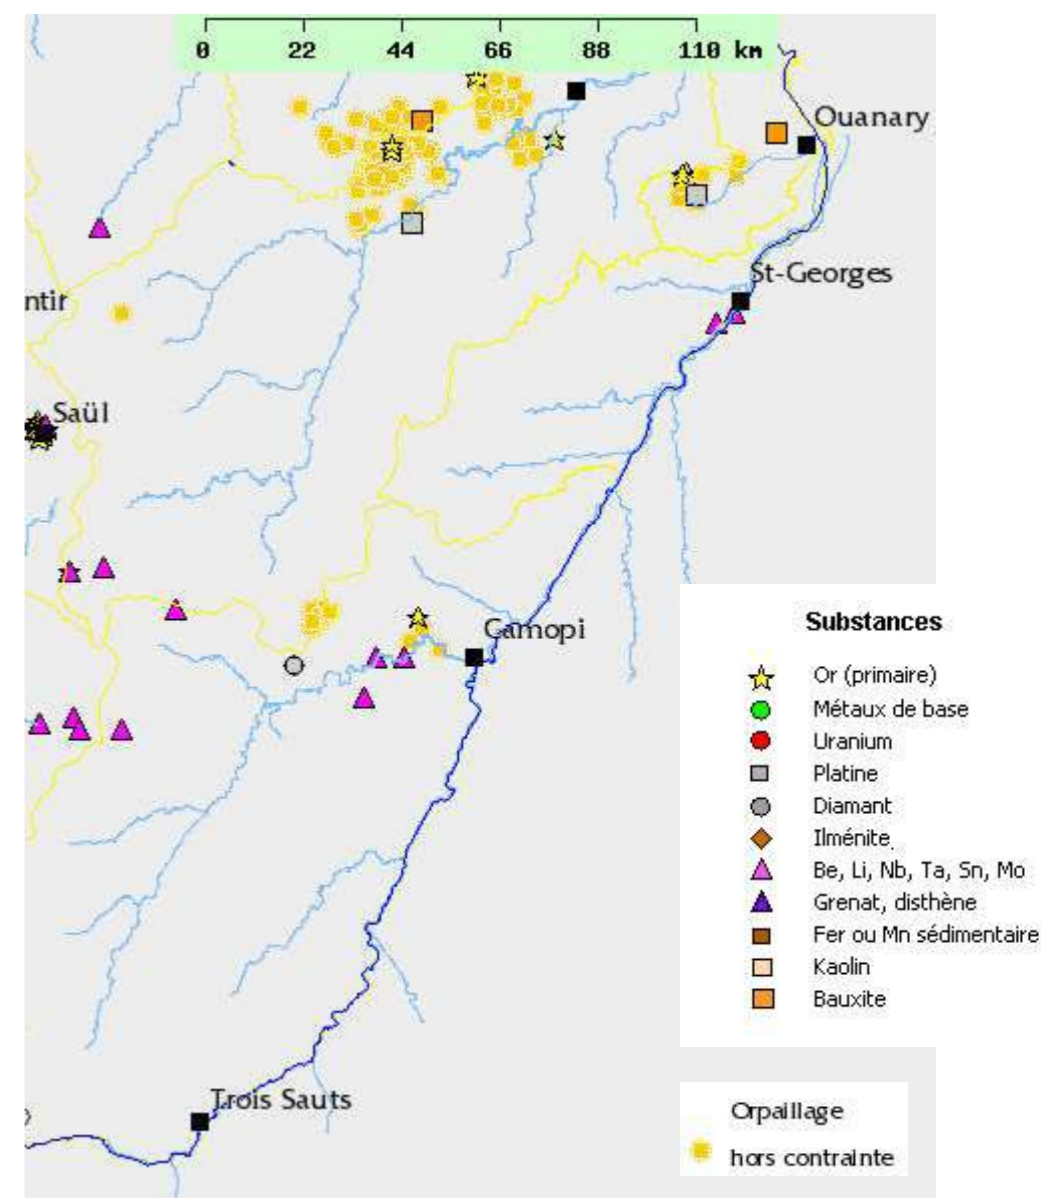 0 22 44 66 88 110 km
Ouanary
St-Georges
ntir
Saül
Camopi
Substances
Or (primaire)
Métaux de base
Uranium
Platine
Diamant
Ilménite
Be, Li, Nb, Ta, Sn, Mo
Grenat, disthène
Fer ou Mn sédimentaire
Kaolin
Bauxite
Trois Sauts
Orpaillage
hors contrainte